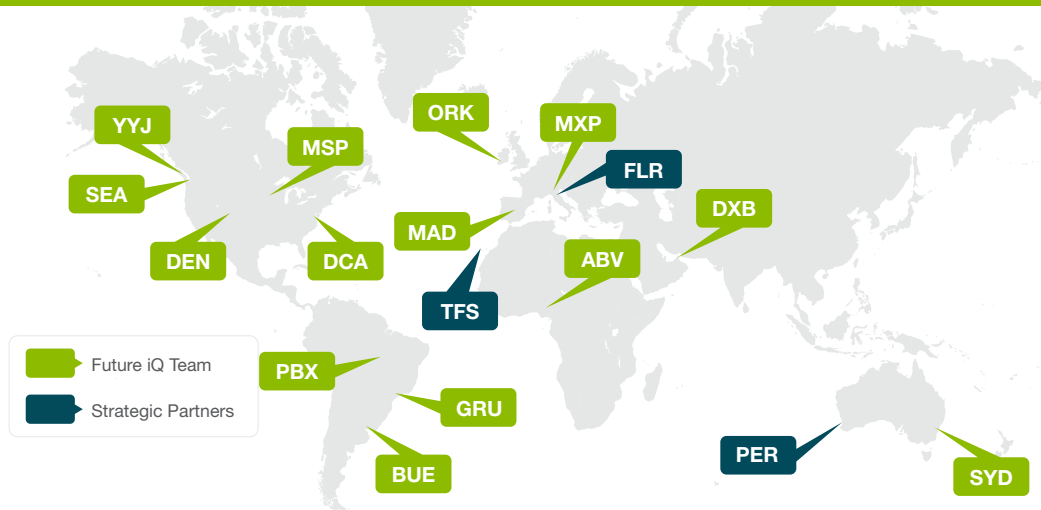 ORK
YYJ
MXP
MSP
FLR
SEA
DXB
MAD
DEN
DCA
ABV
TFS
Future iQ Team
PBX
Strategic Partners
GRU
PER
BUE
SYD